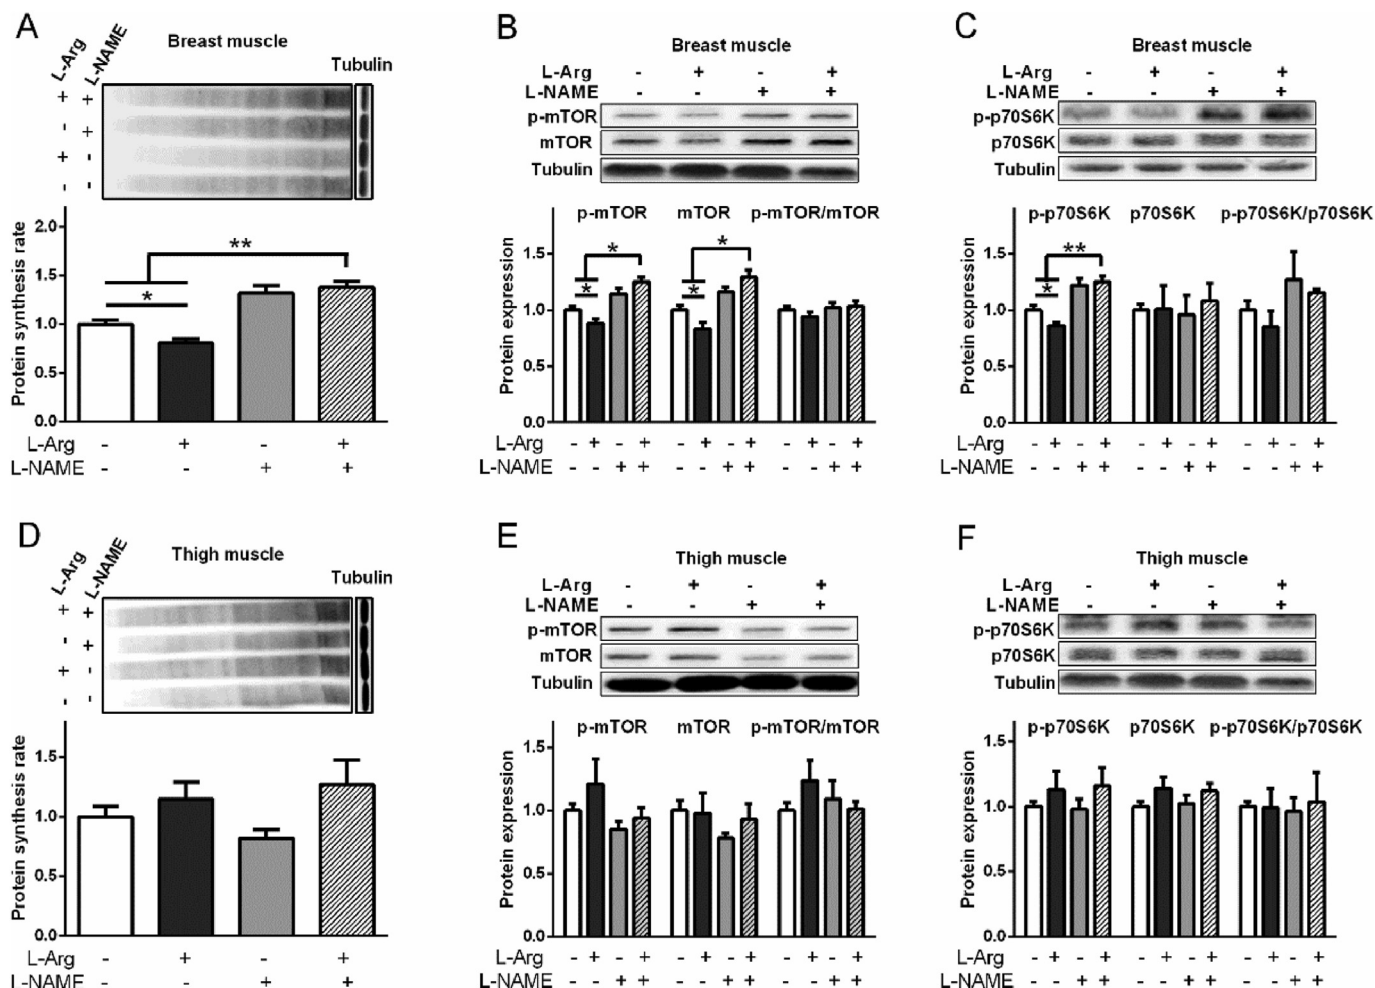 A
Breast muscle
L-Arg
L-NAME
Tubulin
+ +
- +
+ -
- -
**
*
Protein synthesis rate
2.0
1.5
1.0
0.5
0.0
L-Arg - + - +
L-NAME - - + +
B
Breast muscle
L-Arg - + - +
L-NAME - - + +
p-mTOR
mTOR
Tubulin
p-mTOR mTOR p-mTOR/mTOR
* *
* *
Protein expression
1.5
1.0
0.5
0.0
L-Arg - + - + - + - + - + - +
L-NAME - - + + - - + + - - + +
C
Breast muscle
L-Arg - + - +
L-NAME - - + +
p-p70S6K
p70S6K
Tubulin
p-p70S6K p70S6K p-p70S6K/p70S6K
**
*
Protein expression
1.5
1.0
0.5
0.0
L-Arg - + - + - + - + - + - +
L-NAME - - + + - - + + - - + +
D
Thigh muscle
L-Arg
L-NAME
Tubulin
+ +
- +
+ -
- -
Protein synthesis rate
1.5
1.0
0.5
0.0
L-Arg - + - +
L-NAME - - + +
E
Thigh muscle
L-Arg - + - +
L-NAME - - + +
p-mTOR
mTOR
Tubulin
p-mTOR mTOR p-mTOR/mTOR
Protein expression
1.5
1.0
0.5
0.0
L-Arg - + - + - + - + - + - +
L-NAME - - + + - - + + - - + +
F
Thigh muscle
L-Arg - + - +
L-NAME - - + +
p-p70S6K
p70S6K
Tubulin
p-p70S6K p70S6K p-p70S6K/p70S6K
Protein expression
1.5
1.0
0.5
0.0
L-Arg - + - + - + - + - + - +
L-NAME - - + + - - + + - - + +